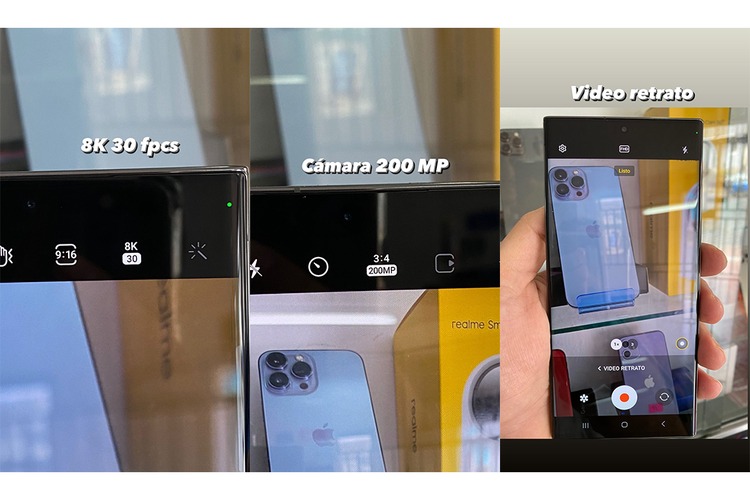 8K 30 fpcs
9:16
8K
30
realme
Cámara 200 MP
3:4
200MP
realme Sm
realme
Video retrato
FHD
Listo
1×
VIDEO RETRATO